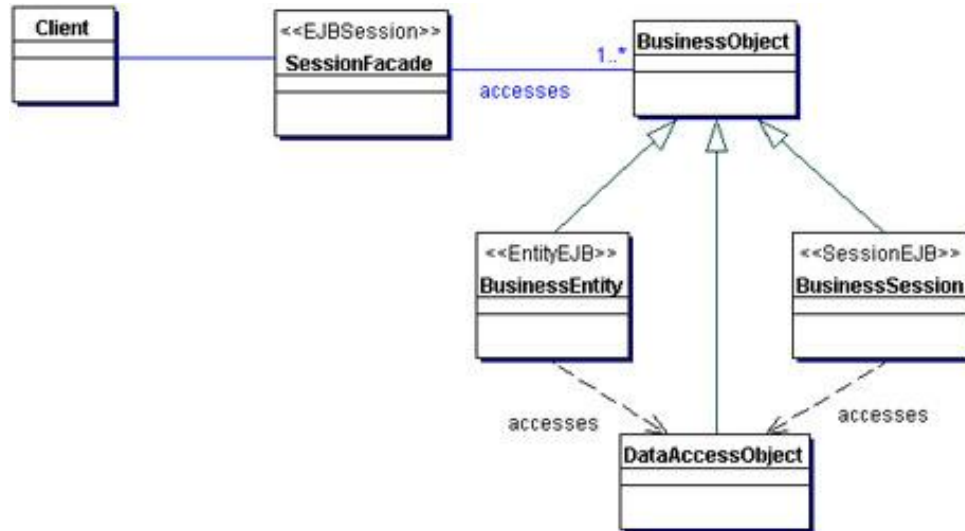 Client
<<EJBSession>>
SessionFacade
1..*
accesses
BusinessObject
<<EntityEJB>>
BusinessEntity
<<SessionEJB>>
BusinessSession
accesses
accesses
DataAccessObject